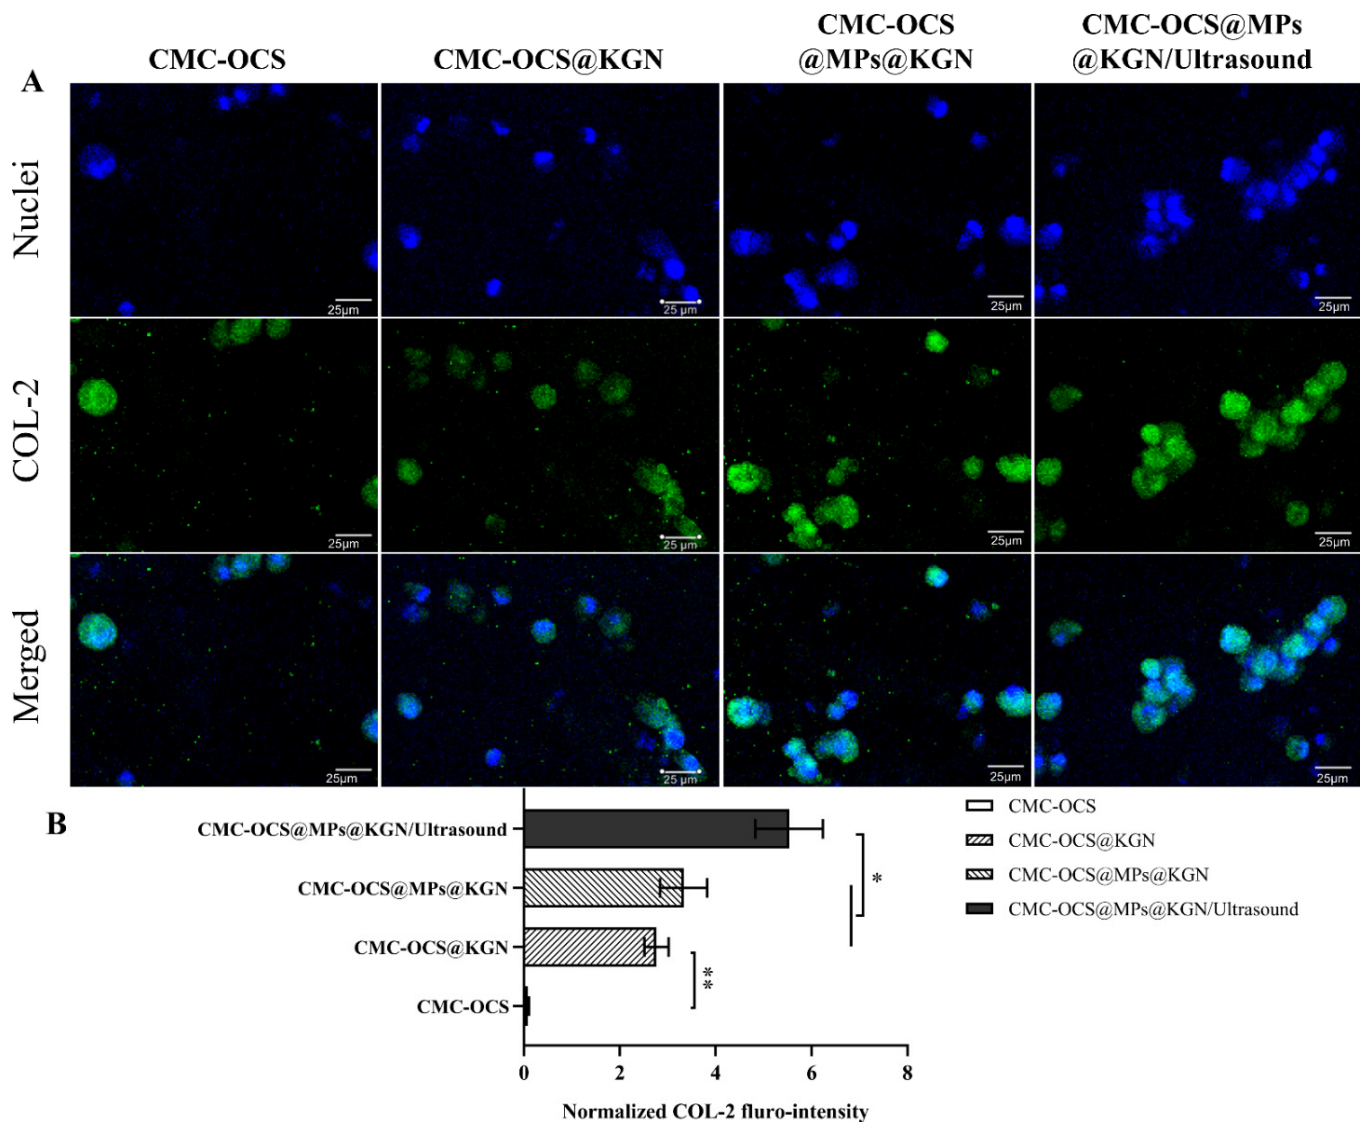 CMC-OCS
CMC-OCS@KGN
CMC-OCS
@MPs@KGN
CMC-OCS@MPs
@KGN/Ultrasound
A
Nuclei
25μm
25 μm
25μm
25μm
COL-2
25μm
25 μm
25μm
25μm
Merged
25μm
25 μm
25μm
25μm
B
CMC-OCS@MPs@KGN/Ultrasound
CMC-OCS@MPs@KGN
CMC-OCS@KGN
CMC-OCS
*
**
0 2 4 6 8
Normalized COL-2 fluro-intensity
CMC-OCS
CMC-OCS@KGN
CMC-OCS@MPs@KGN
CMC-OCS@MPs@KGN/Ultrasound